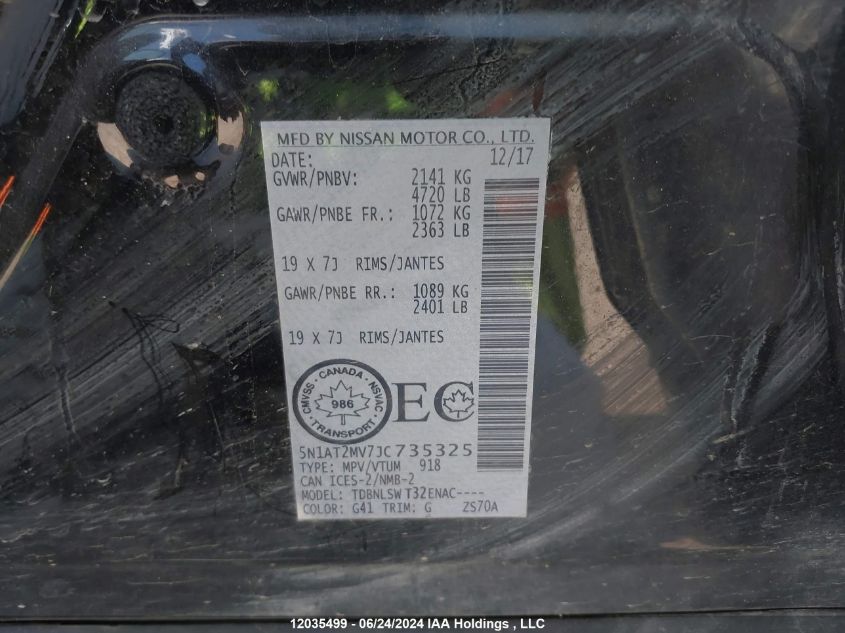 MFD BY NISSAN MOTOR CO., LTD.
DATE: 12/17
GVWR/PNBV: 2141 KG
4720 LB
GAWR/PNBE FR.: 1072 KG
2363 LB
19 X 7J RIMS/JANTES
GAWR/PNBE RR.: 1089 KG
2401 LB
19 X 7J RIMS/JANTES
CMVSS · CANADA · NSVAC
986
· TRANSPORT ·
EC
5N1AT2MV7JC735325
TYPE: MPV/VTUM 918
CAN ICES-2/NMB-2
MODEL: TDBNLSW T32ENAC----
COLOR: G41 TRIM: G ZS70A
12035499 - 06/24/2024 IAA Holdings , LLC